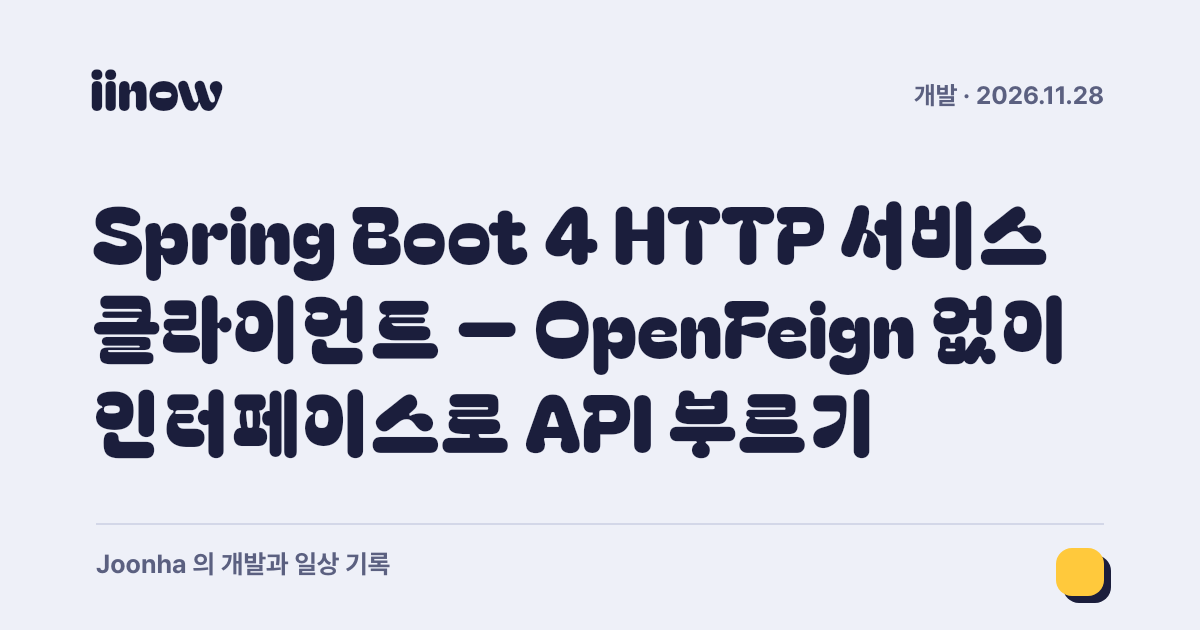 iinow
개발 · 2026.11.28
Spring Boot 4 HTTP 서비스
클라이언트 — OpenFeign 없이
인터페이스로 API 부르기
Joonha 의 개발과 일상 기록